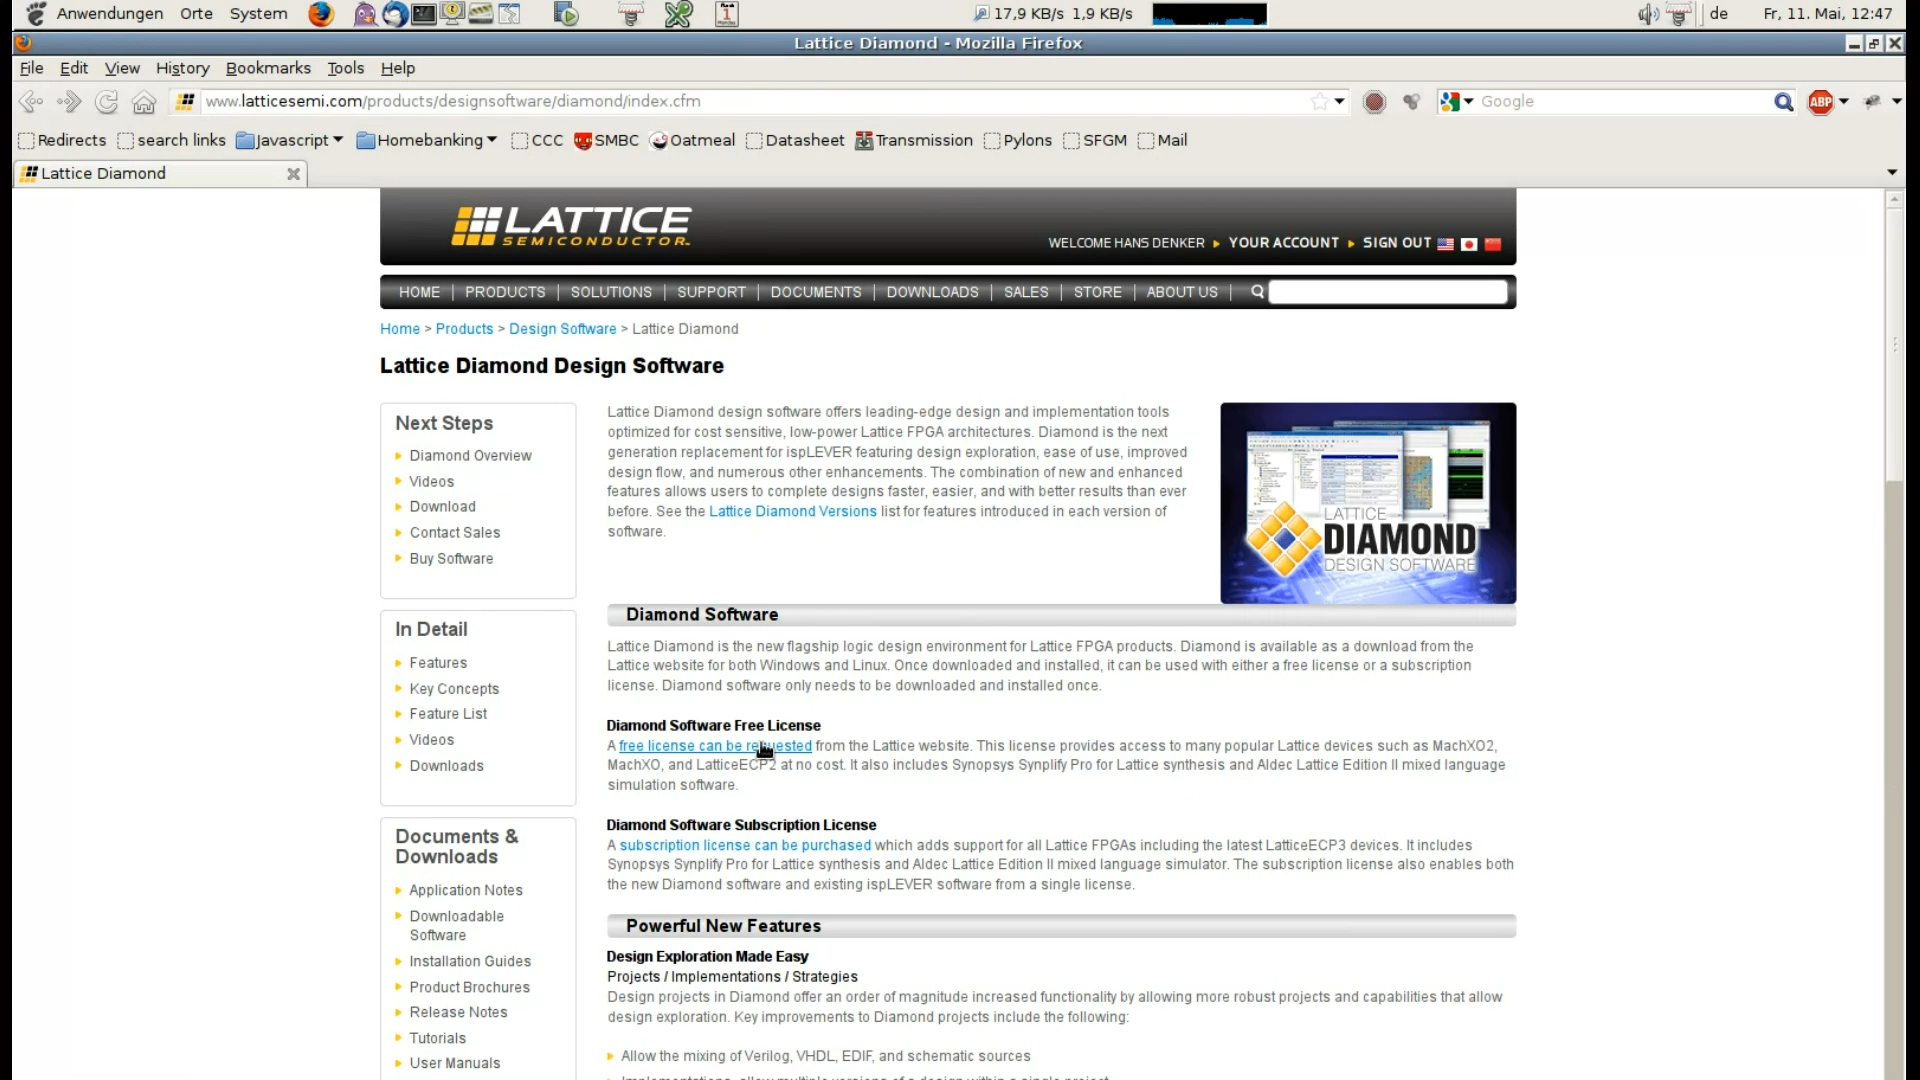 Anwendungen Orte System 17,9 KB/s 1,9 KB/s de Fr, 11. Mai, 12:47
Lattice Diamond - Mozilla Firefox
File Edit View History Bookmarks Tools Help
www.latticesemi.com/products/designsoftware/diamond/index.cfm Google ABP
Redirects search links Javascript Homebanking CCC SMBC Oatmeal Datasheet Transmission Pylons SFGM Mail
Lattice Diamond
LATTICE
SEMICONDUCTOR
WELCOME HANS DENKER YOUR ACCOUNT SIGN OUT
HOME | PRODUCTS | SOLUTIONS | SUPPORT | DOCUMENTS | DOWNLOADS | SALES | STORE | ABOUT US |
Home > Products > Design Software > Lattice Diamond
Lattice Diamond Design Software
Next Steps
Diamond Overview
Videos
Download
Contact Sales
Buy Software
In Detail
Features
Key Concepts
Feature List
Videos
Downloads
Documents &
Downloads
Application Notes
Downloadable
Software
Installation Guides
Product Brochures
Release Notes
Tutorials
User Manuals
Lattice Diamond design software offers leading-edge design and implementation tools
optimized for cost sensitive, low-power Lattice FPGA architectures. Diamond is the next
generation replacement for ispLEVER featuring design exploration, ease of use, improved
design flow, and numerous other enhancements. The combination of new and enhanced
features allows users to complete designs faster, easier, and with better results than ever
before. See the Lattice Diamond Versions list for features introduced in each version of
software.
LATTICE
DIAMOND
DESIGN SOFTWARE
Diamond Software
Lattice Diamond is the new flagship logic design environment for Lattice FPGA products. Diamond is available as a download from the
Lattice website for both Windows and Linux. Once downloaded and installed, it can be used with either a free license or a subscription
license. Diamond software only needs to be downloaded and installed once.
Diamond Software Free License
A free license can be requested from the Lattice website. This license provides access to many popular Lattice devices such as MachXO2,
MachXO, and LatticeECP2 at no cost. It also includes Synopsys Synplify Pro for Lattice synthesis and Aldec Lattice Edition II mixed language
simulation software.
Diamond Software Subscription License
A subscription license can be purchased which adds support for all Lattice FPGAs including the latest LatticeECP3 devices. It includes
Synopsys Synplify Pro for Lattice synthesis and Aldec Lattice Edition II mixed language simulator. The subscription license also enables both
the new Diamond software and existing ispLEVER software from a single license.
Powerful New Features
Design Exploration Made Easy
Projects / Implementations / Strategies
Design projects in Diamond offer an order of magnitude increased functionality by allowing more robust projects and capabilities that allow
design exploration. Key improvements to Diamond projects include the following:
Allow the mixing of Verilog, VHDL, EDIF, and schematic sources